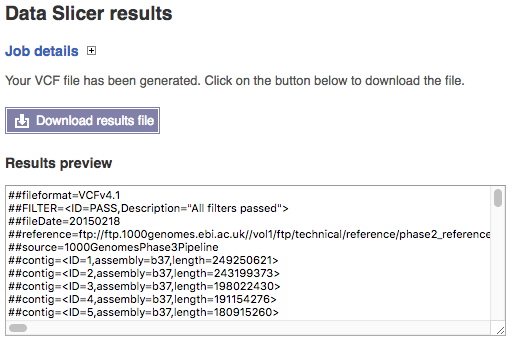 Data Slicer results
Job details
Your VCF file has been generated. Click on the button below to download the file.
Download results file
Results preview
##fileformat=VCFv4.1
##FILTER=<ID=PASS,Description="All filters passed">
##fileDate=20150218
##reference=ftp://ftp.1000genomes.ebi.ac.uk//vol1/ftp/technical/reference/phase2_reference
##source=1000GenomesPhase3Pipeline
##contig=<ID=1,assembly=b37,length=249250621>
##contig=<ID=2,assembly=b37,length=243199373>
##contig=<ID=3,assembly=b37,length=198022430>
##contig=<ID=4,assembly=b37,length=191154276>
##contig=<ID=5,assembly=b37,length=180915260>